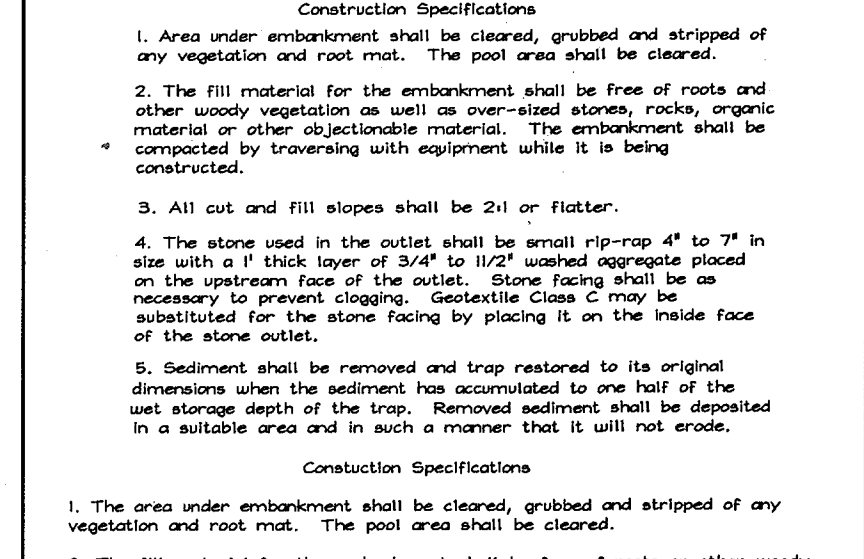 Construction Specifications
1. Area under embankment shall be cleared, grubbed and stripped of
any vegetation and root mat. The pool area shall be cleared.
2. The fill material for the embankment shall be free of roots and
other woody vegetation as well as over-sized stones, rocks, organic
material or other objectionable material. The embankment shall be
compacted by traversing with equipment while it is being
constructed.
3. All cut and fill slopes shall be 2:1 or flatter.
4. The stone used in the outlet shall be small rip-rap 4" to 7" in
size with a 1' thick layer of 3/4" to 11/2" washed aggregate placed
on the upstream face of the outlet. Stone facing shall be as
necessary to prevent clogging. Geotextile Class C may be
substituted for the stone facing by placing it on the inside face
of the stone outlet.
5. Sediment shall be removed and trap restored to its original
dimensions when the sediment has accumulated to one half of the
wet storage depth of the trap. Removed sediment shall be deposited
in a suitable area and in such a manner that it will not erode.
Constuction Specifications
1. The area under embankment shall be cleared, grubbed and stripped of any
vegetation and root mat. The pool area shall be cleared.